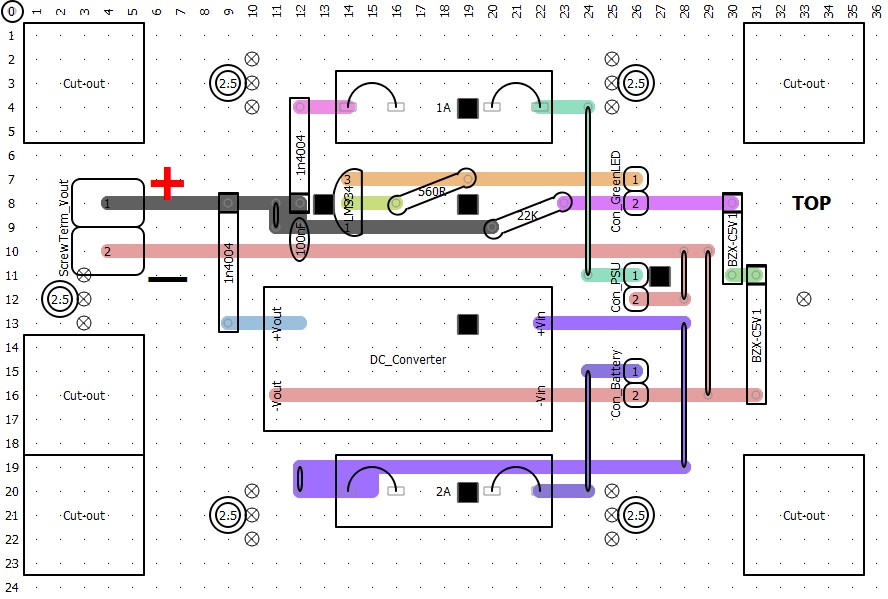 0 1 2 3 4 5 6 7 8 9 10 11 12 13 14 15 16 17 18 19 20 21 22 23 24 25 26 27 28 29 30 31 32 33 34 35 36
1
2
3 Cut-out 2.5 2.5 Cut-out
4 1A
5
6 1n4004
7 3 560R 1
8 1 + LM334 2 TOP
9 ScrewTerm_Vout 1 22K Con_GreenLED BZX-C5V1
10 2 1n4004 100nF
11 Con_PSU 1
12 2.5 2
13 +Vout +Vin
14 DC_Converter BZX-C5V1
15 Con_Battery 1
16 Cut-out -Vout -Vin 2
17
18
19
20 2A
21 Cut-out 2.5 2.5 Cut-out
22
23
24